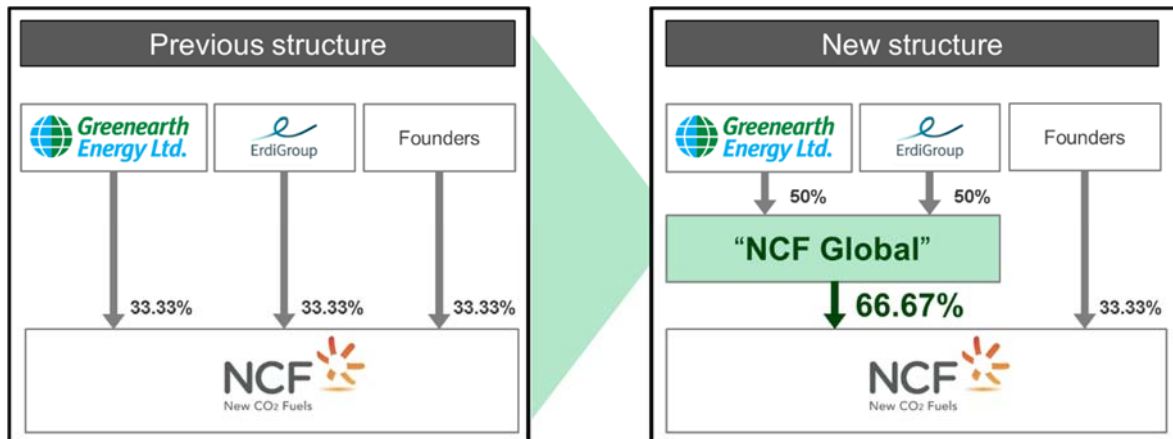 Previous structure
Greenearth
Energy Ltd.
ErdiGroup
Founders
33.33%
33.33%
33.33%
NCF
New CO₂ Fuels
New structure
Greenearth
Energy Ltd.
ErdiGroup
Founders
50%
50%
“NCF Global”
66.67%
33.33%
NCF
New CO₂ Fuels